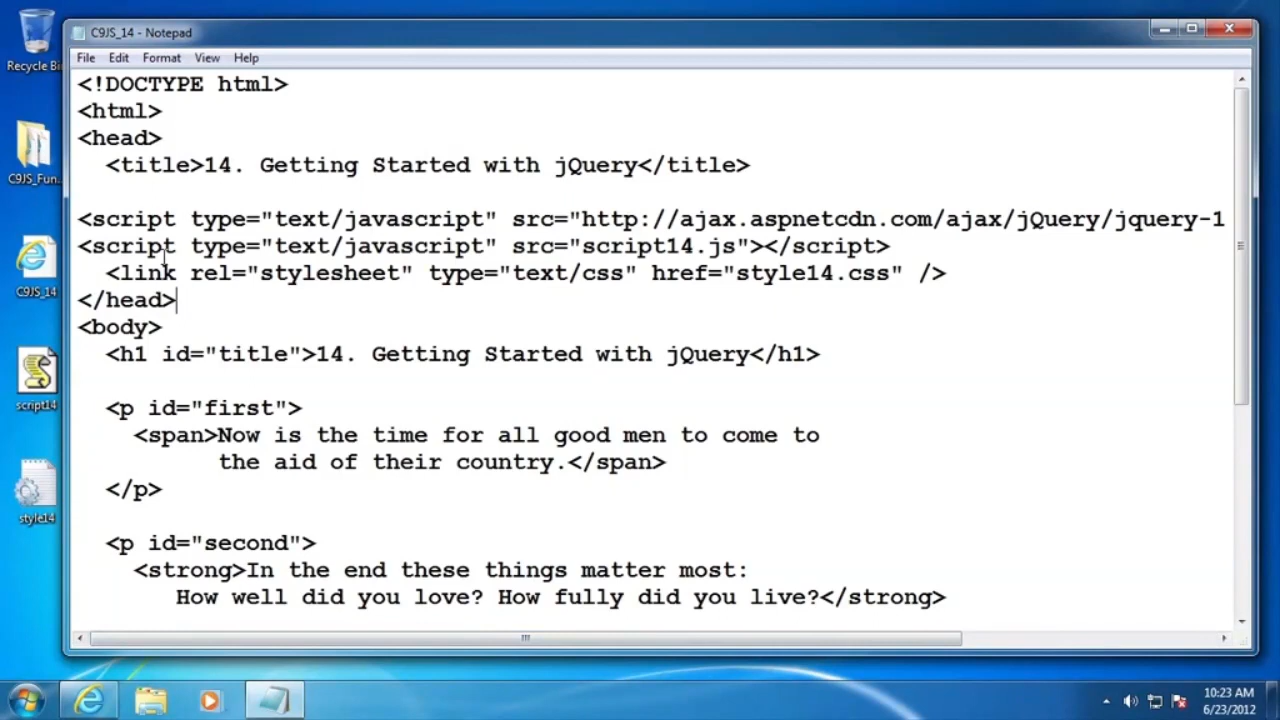 Recycle Bi
C9JS_Fun...
C9JS_14
script14
style14
C9JS_14 - Notepad
File Edit Format View Help
<!DOCTYPE html>
<html>
<head>
<title>14. Getting Started with jQuery</title>
<script type="text/javascript" src="http://ajax.aspnetcdn.com/ajax/jQuery/jquery-1
<script type="text/javascript" src="script14.js"></script>
<link rel="stylesheet" type="text/css" href="style14.css" />
</head>
<body>
<h1 id="title">14. Getting Started with jQuery</h1>
<p id="first">
<span>Now is the time for all good men to come to
the aid of their country.</span>
</p>
<p id="second">
<strong>In the end these things matter most:
How well did you love? How fully did you live?</strong>
10:23 AM
6/23/2012